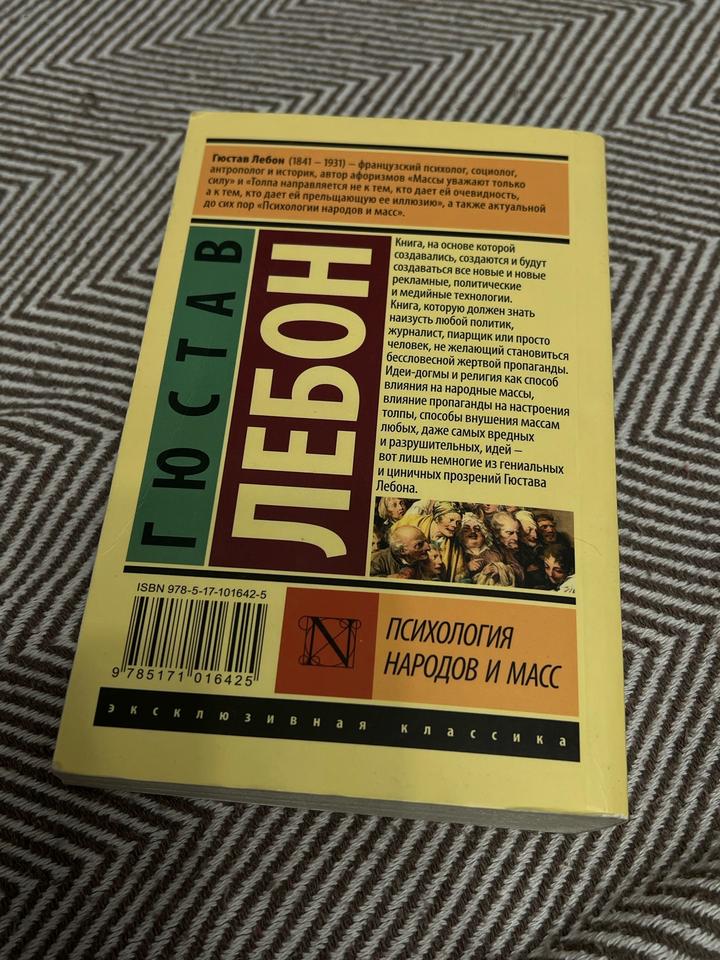 Гюстав Лебон (1841 – 1931) – французский психолог, социолог,
антрополог и историк, автор афоризмов «Массы уважают только
силу» и «Толпа направляется не к тем, кто дает ей очевидность,
а к тем, кто дает ей прельщающую ее иллюзию», а также актуальной
до сих пор «Психологии народов и масс».
ГЮСТАВ
ЛЕБОН
Книга, на основе которой
создавались, создаются и будут
создаваться все новые и новые
рекламные, политические
и медийные технологии.
Книга, которую должен знать
наизусть любой политик,
журналист, пиарщик или просто
человек, не желающий становиться
бессловесной жертвой пропаганды.
Идеи-догмы и религия как способ
влияния на народные массы,
влияние пропаганды на настроения
толпы, способы внушения массам
любых, даже самых вредных
и разрушительных, идей –
вот лишь немногие из гениальных
и циничных прозрений Гюстава
Лебона.
ISBN 978-5-17-101642-5
9 785171 016425
N
ПСИХОЛОГИЯ
НАРОДОВ И МАСС
эксклюзивная классика